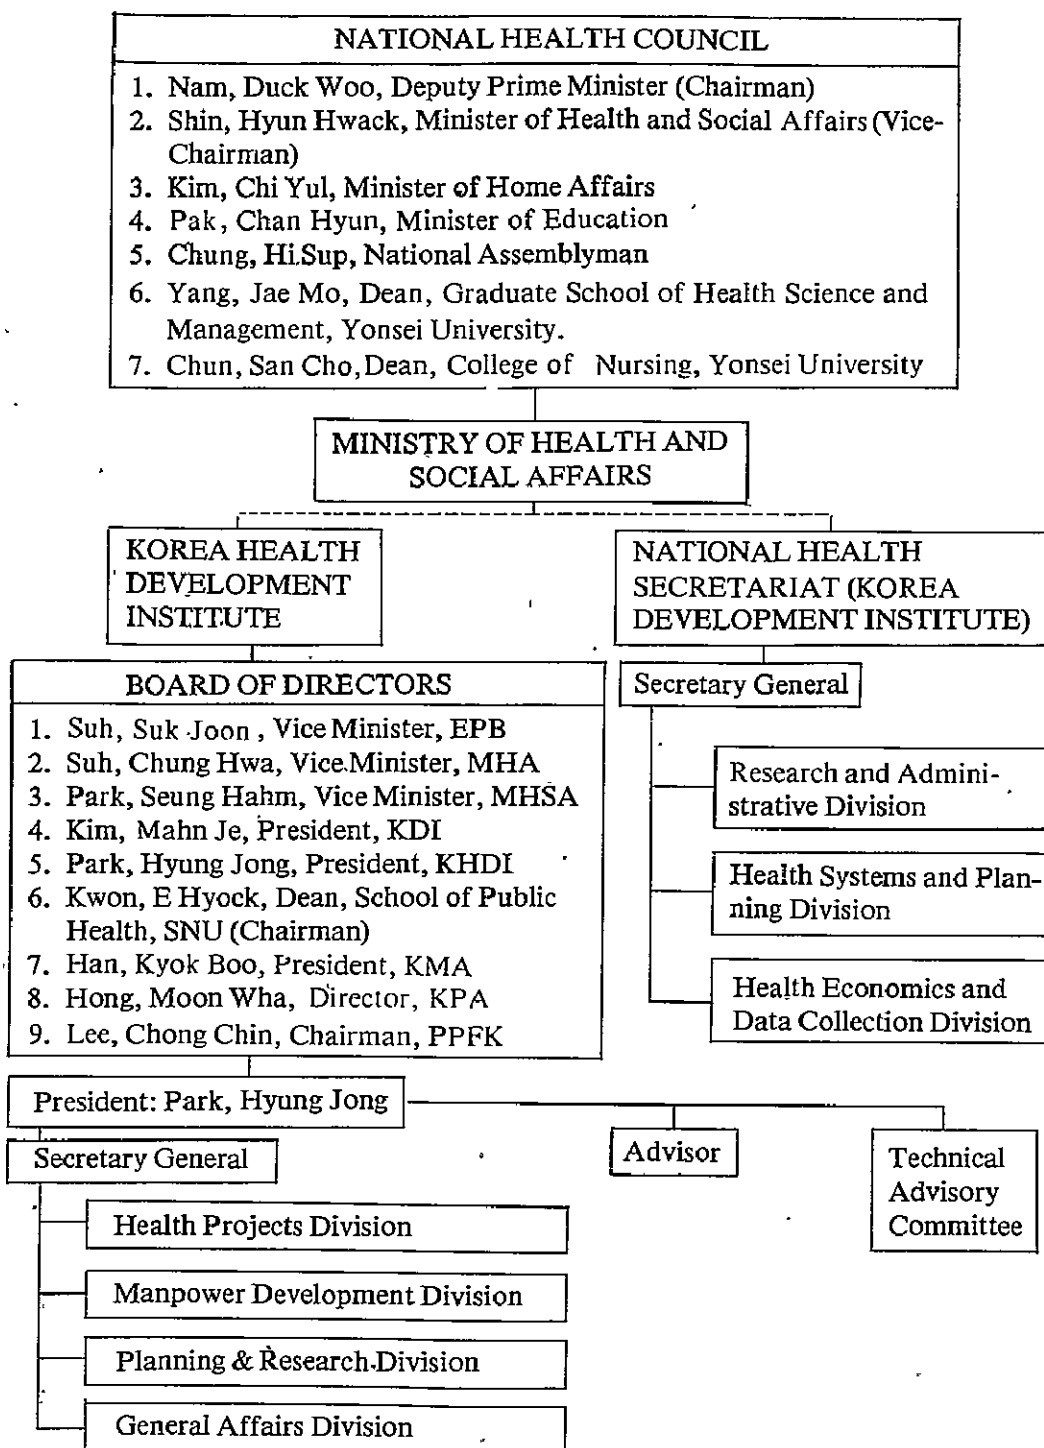 NATIONAL HEALTH COUNCIL
1. Nam, Duck Woo, Deputy Prime Minister (Chairman)
2. Shin, Hyun Hwack, Minister of Health and Social Affairs (Vice-
Chairman)
3. Kim, Chi Yul, Minister of Home Affairs
4. Pak, Chan Hyun, Minister of Education
5. Chung, Hi Sup, National Assemblyman
6. Yang, Jae Mo, Dean, Graduate School of Health Science and
Management, Yonsei University.
7. Chun, San Cho, Dean, College of Nursing, Yonsei University
MINISTRY OF HEALTH AND
SOCIAL AFFAIRS
KOREA HEALTH
DEVELOPMENT
INSTITUTE
NATIONAL HEALTH
SECRETARIAT (KOREA
DEVELOPMENT INSTITUTE)
BOARD OF DIRECTORS
1. Suh, Suk Joon, Vice Minister, EPB
2. Suh, Chung Hwa, Vice Minister, MHA
3. Park, Seung Hahm, Vice Minister, MHSA
4. Kim, Mahn Je, President, KDI
5. Park, Hyung Jong, President, KHDI
6. Kwon, E Hyock, Dean, School of Public
Health, SNU (Chairman)
7. Han, Kyok Boo, President, KMA
8. Hong, Moon Wha, Director, KPA
9. Lee, Chong Chin, Chairman, PPFK
Secretary General
Research and Admini-
strative Division
Health Systems and Plan-
ning Division
Health Economics and
Data Collection Division
President: Park, Hyung Jong
Secretary General
Advisor
Technical
Advisory
Committee
Health Projects Division
Manpower Development Division
Planning & Research Division
General Affairs Division